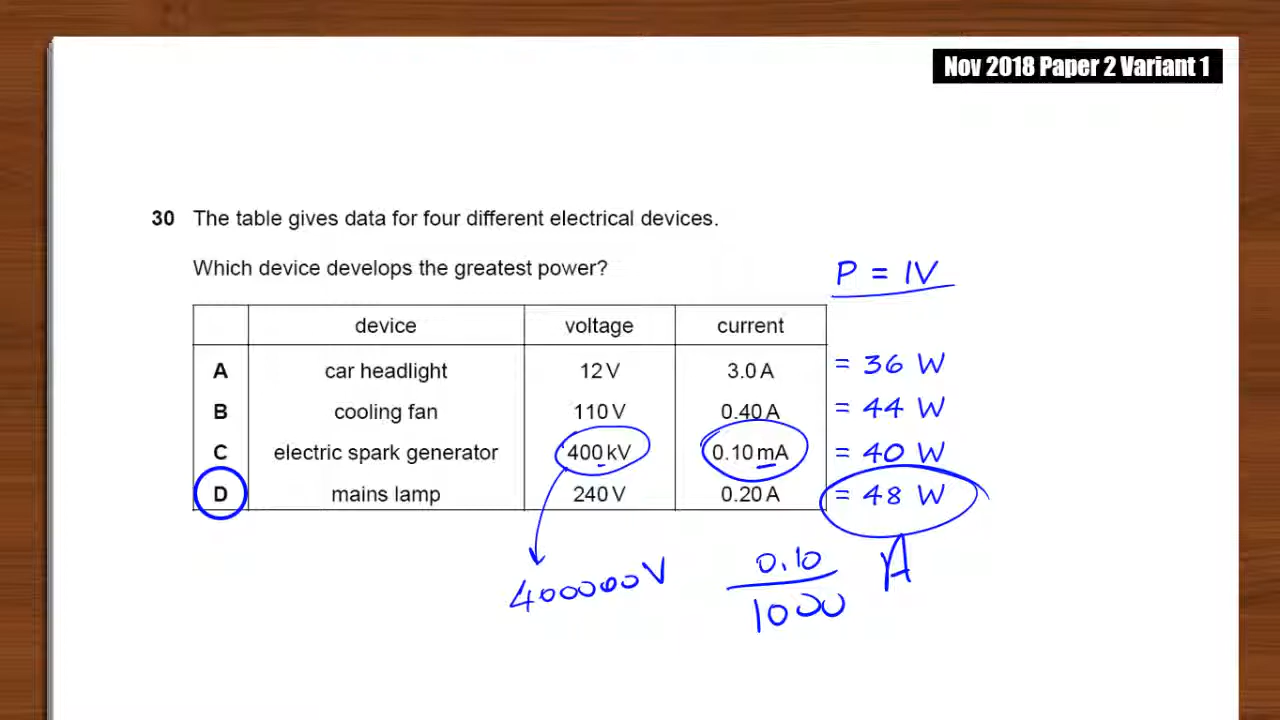 Nov 2018 Paper 2 Variant 1
30 The table gives data for four different electrical devices.
Which device develops the greatest power?
P = IV
device voltage current
A car headlight 12 V 3.0 A = 36 W
B cooling fan 110 V 0.40 A = 44 W
C electric spark generator 400 kV 0.10 mA = 40 W
D mains lamp 240 V 0.20 A = 48 W
400000V
0.10
1000
A